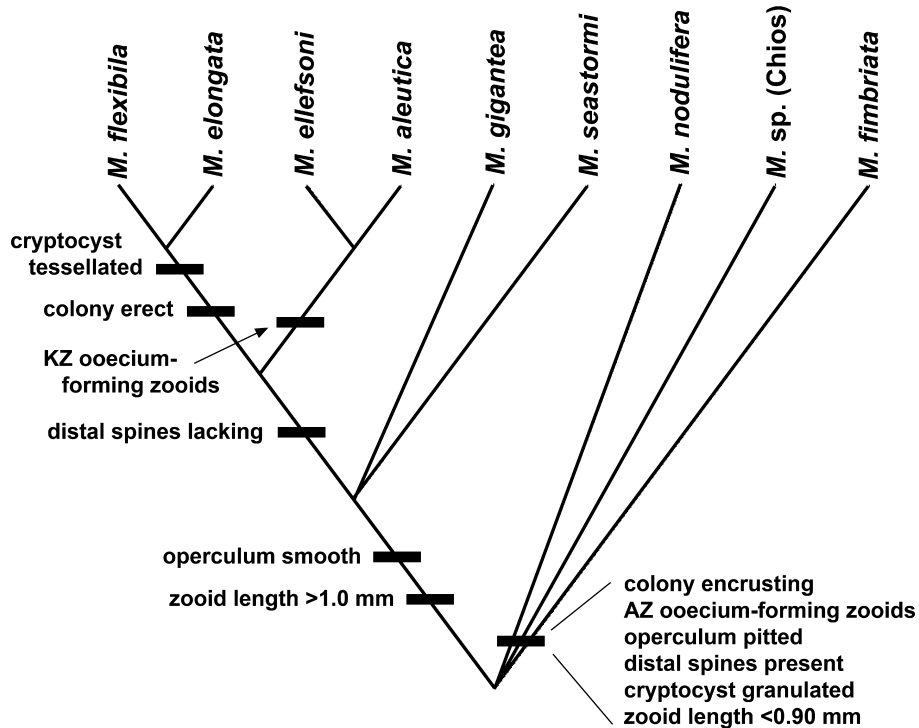 M. flexibila
M. elongata
M. ellefsoni
M. aleutica
M. gigantea
M. seastormi
M. nodulifera
M. sp. (Chios)
M. fimbriata
cryptocyst
tessellated
colony erect
KZ ooecium-
forming zooids
distal spines lacking
operculum smooth
zooid length >1.0 mm
colony encrusting
AZ ooecium-forming zooids
operculum pitted
distal spines present
cryptocyst granulated
zooid length <0.90 mm